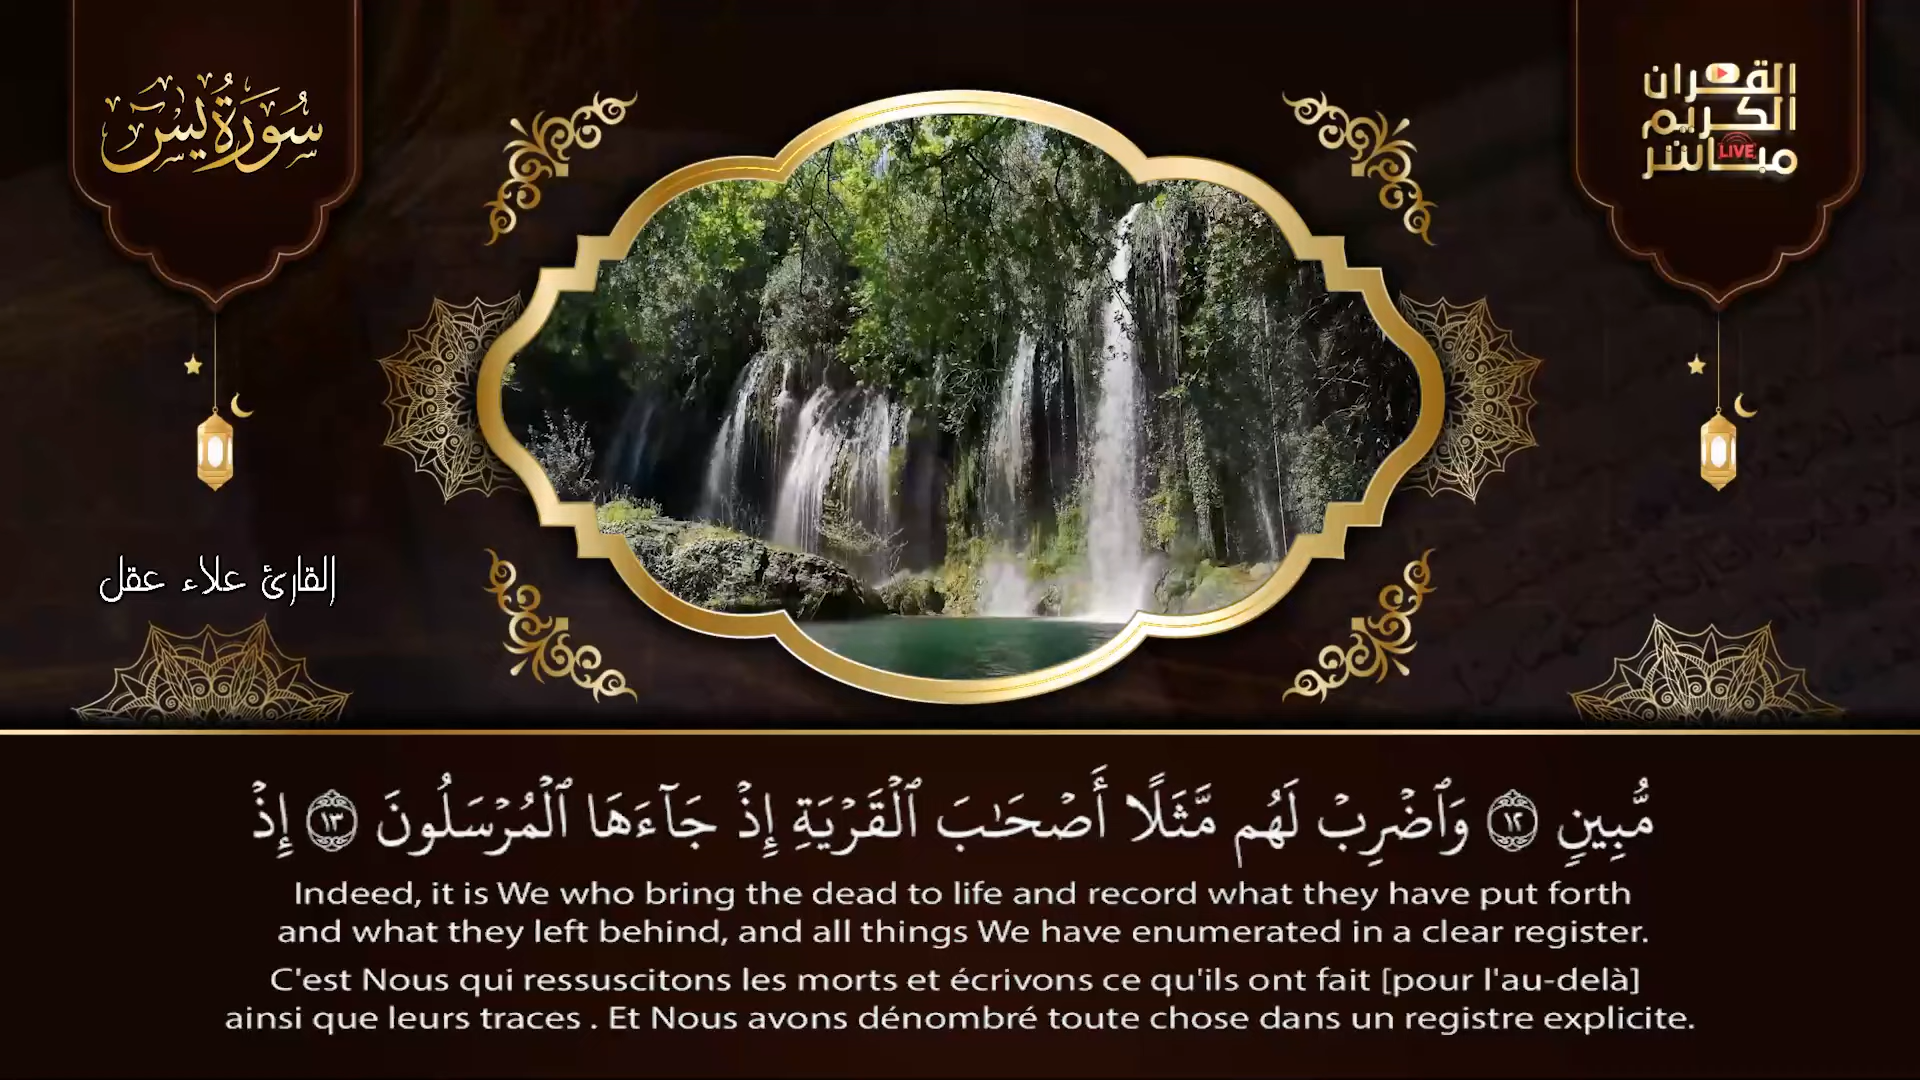 سُورَةُ يسٓ
القرآن
الكريم
مباشر
LIVE
القارئ علاء عقل
مُّبِينٖ ١٢ وَٱضۡرِبۡ لَهُم مَّثَلًا أَصۡحَٰبَ ٱلۡقَرۡيَةِ إِذۡ جَآءَهَا ٱلۡمُرۡسَلُونَ ١٣ إِذۡ
Indeed, it is We who bring the dead to life and record what they have put forth
and what they left behind, and all things We have enumerated in a clear register.
C'est Nous qui ressuscitons les morts et écrivons ce qu'ils ont fait [pour l'au-delà]
ainsi que leurs traces . Et Nous avons dénombré toute chose dans un registre explicite.